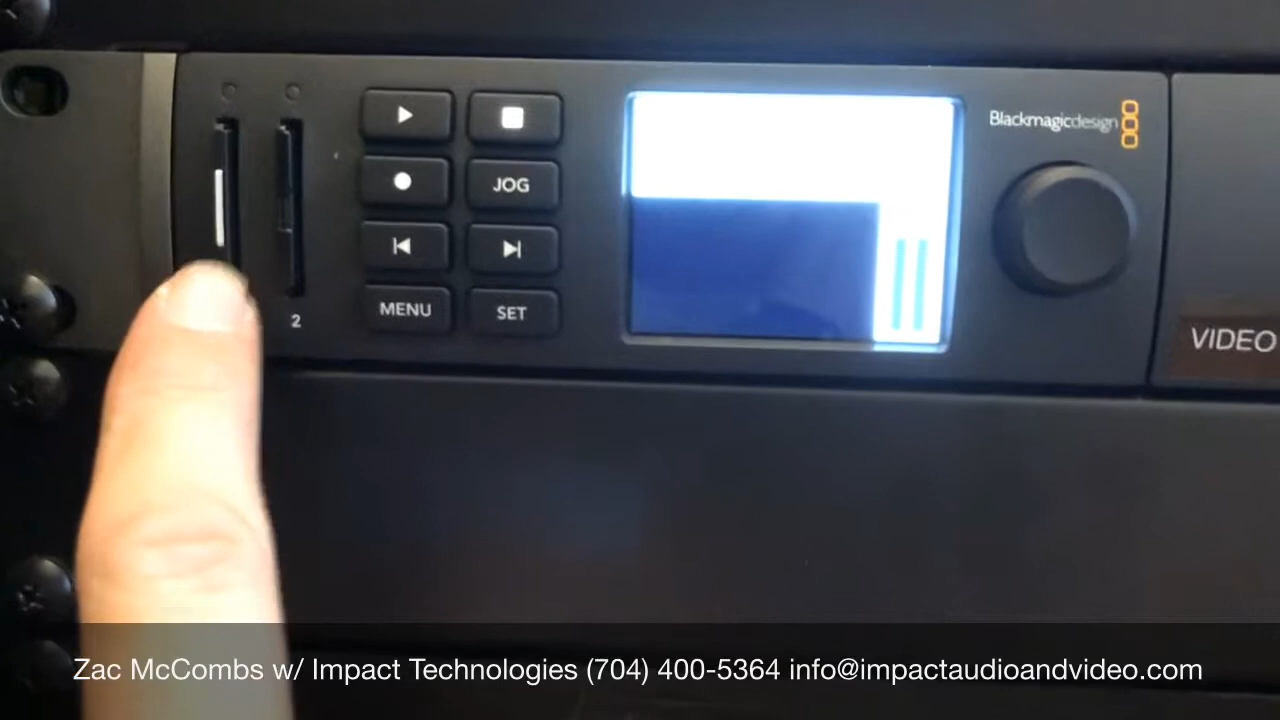 Blackmagicdesign
JOG
MENU
SET
2
VIDEO
Zac McCombs w/ Impact Technologies (704) 400-5364 info@impactaudioandvideo.com